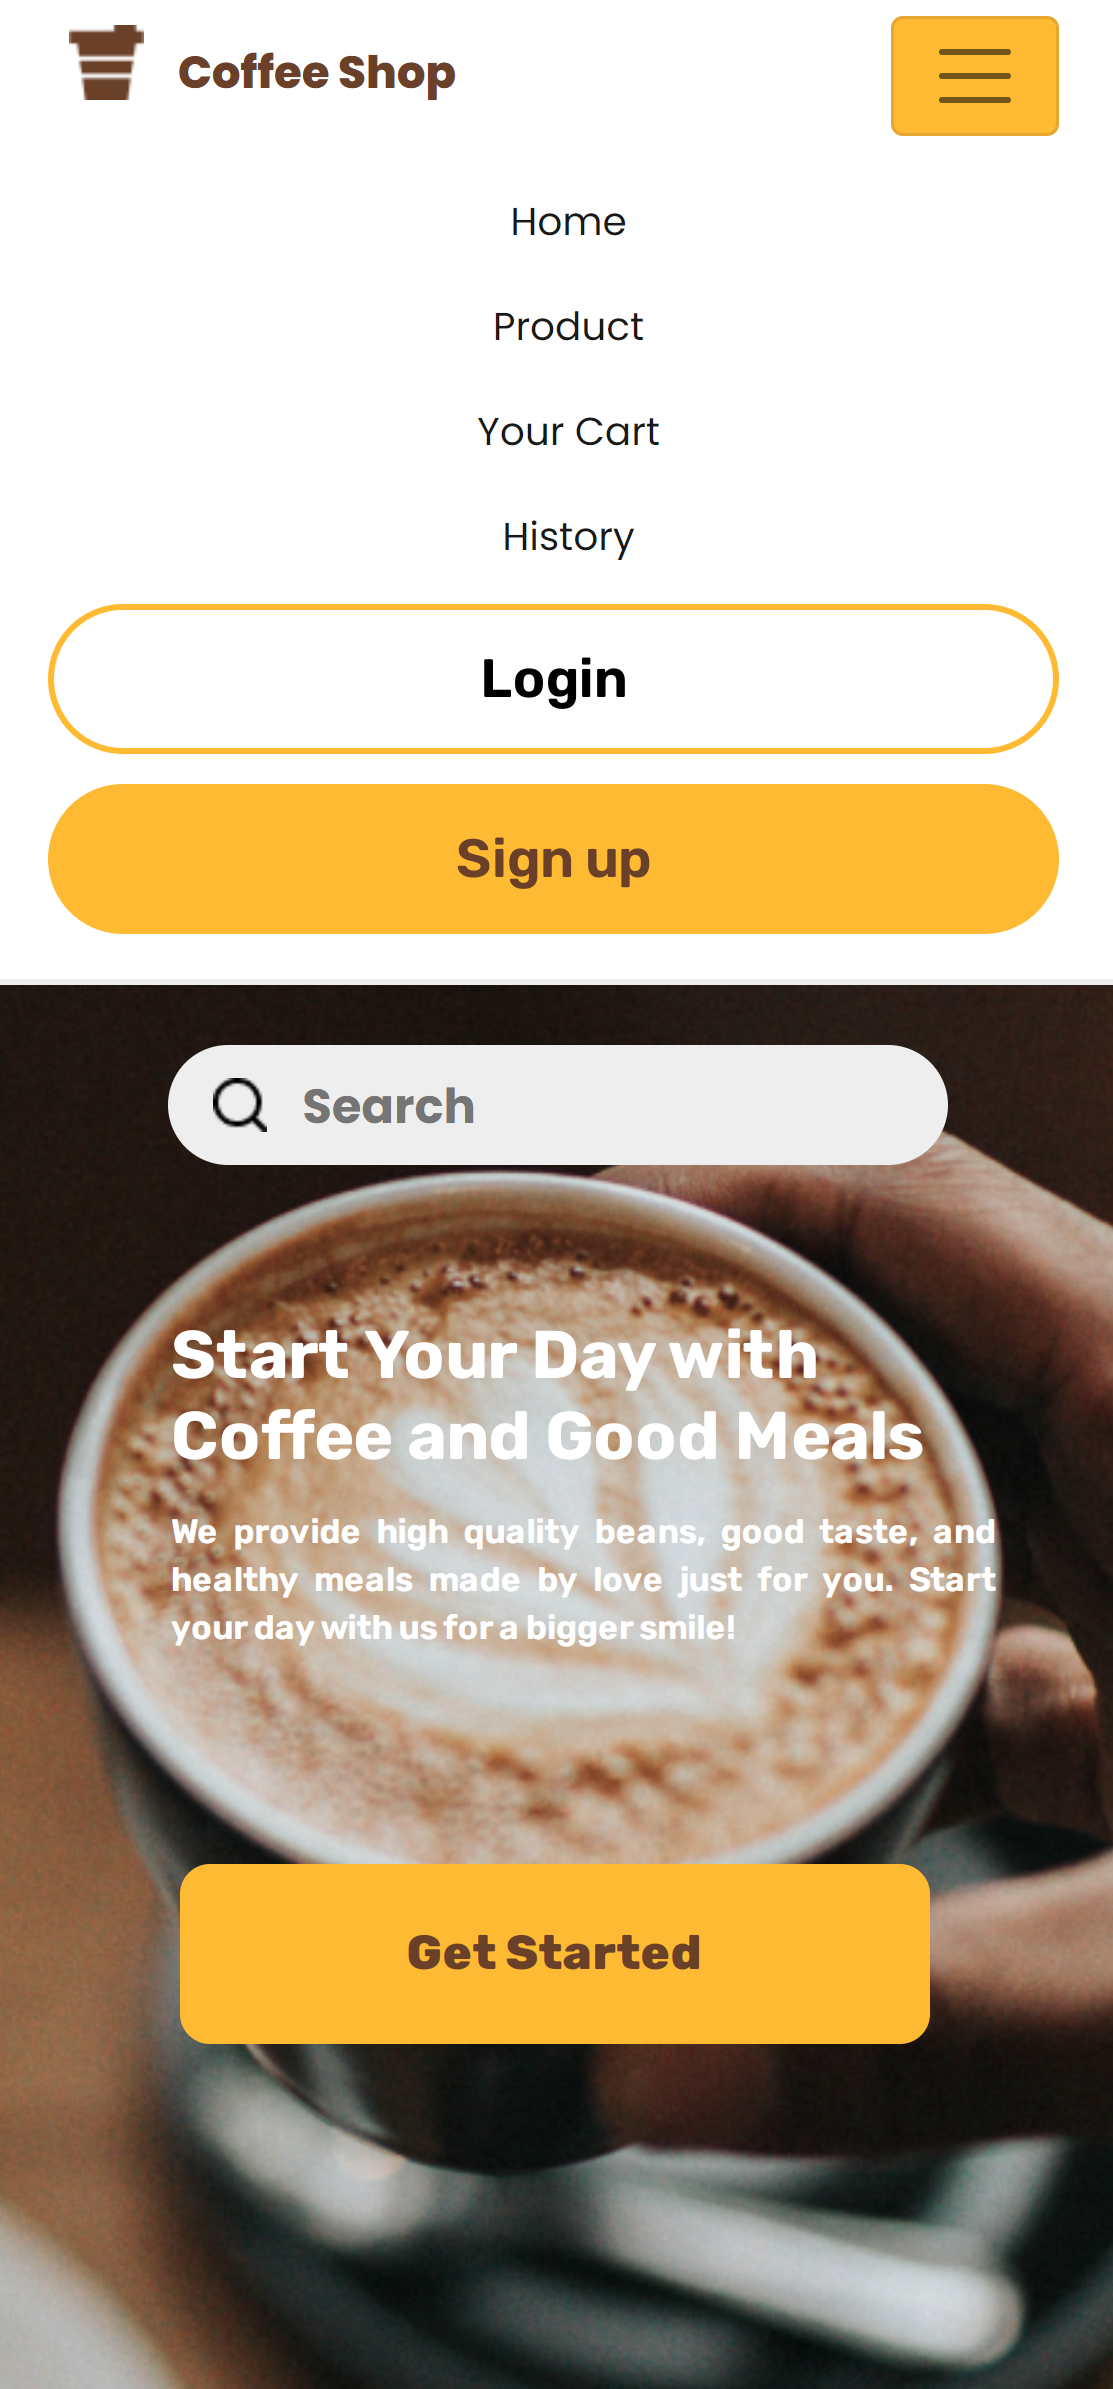 Coffee Shop
Home
Product
Your Cart
History
Login
Sign up
Search
Start Your Day with
Coffee and Good Meals
We provide high quality beans, good taste, and
healthy meals made by love just for you. Start
your day with us for a bigger smile!
Get Started